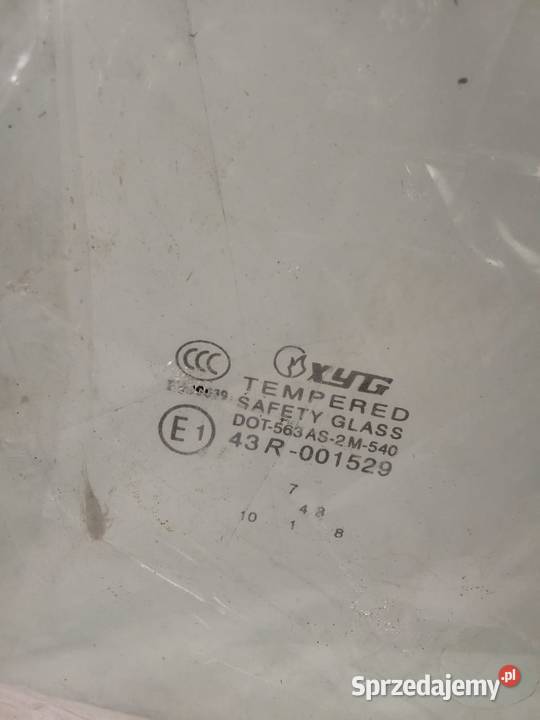 CCC XYG
TEMPERED
SAFETY GLASS
DOT-563 AS-2 M-540
E1 43 R-001529
7
4 8
10 1 8
Sprzedajemy.pl